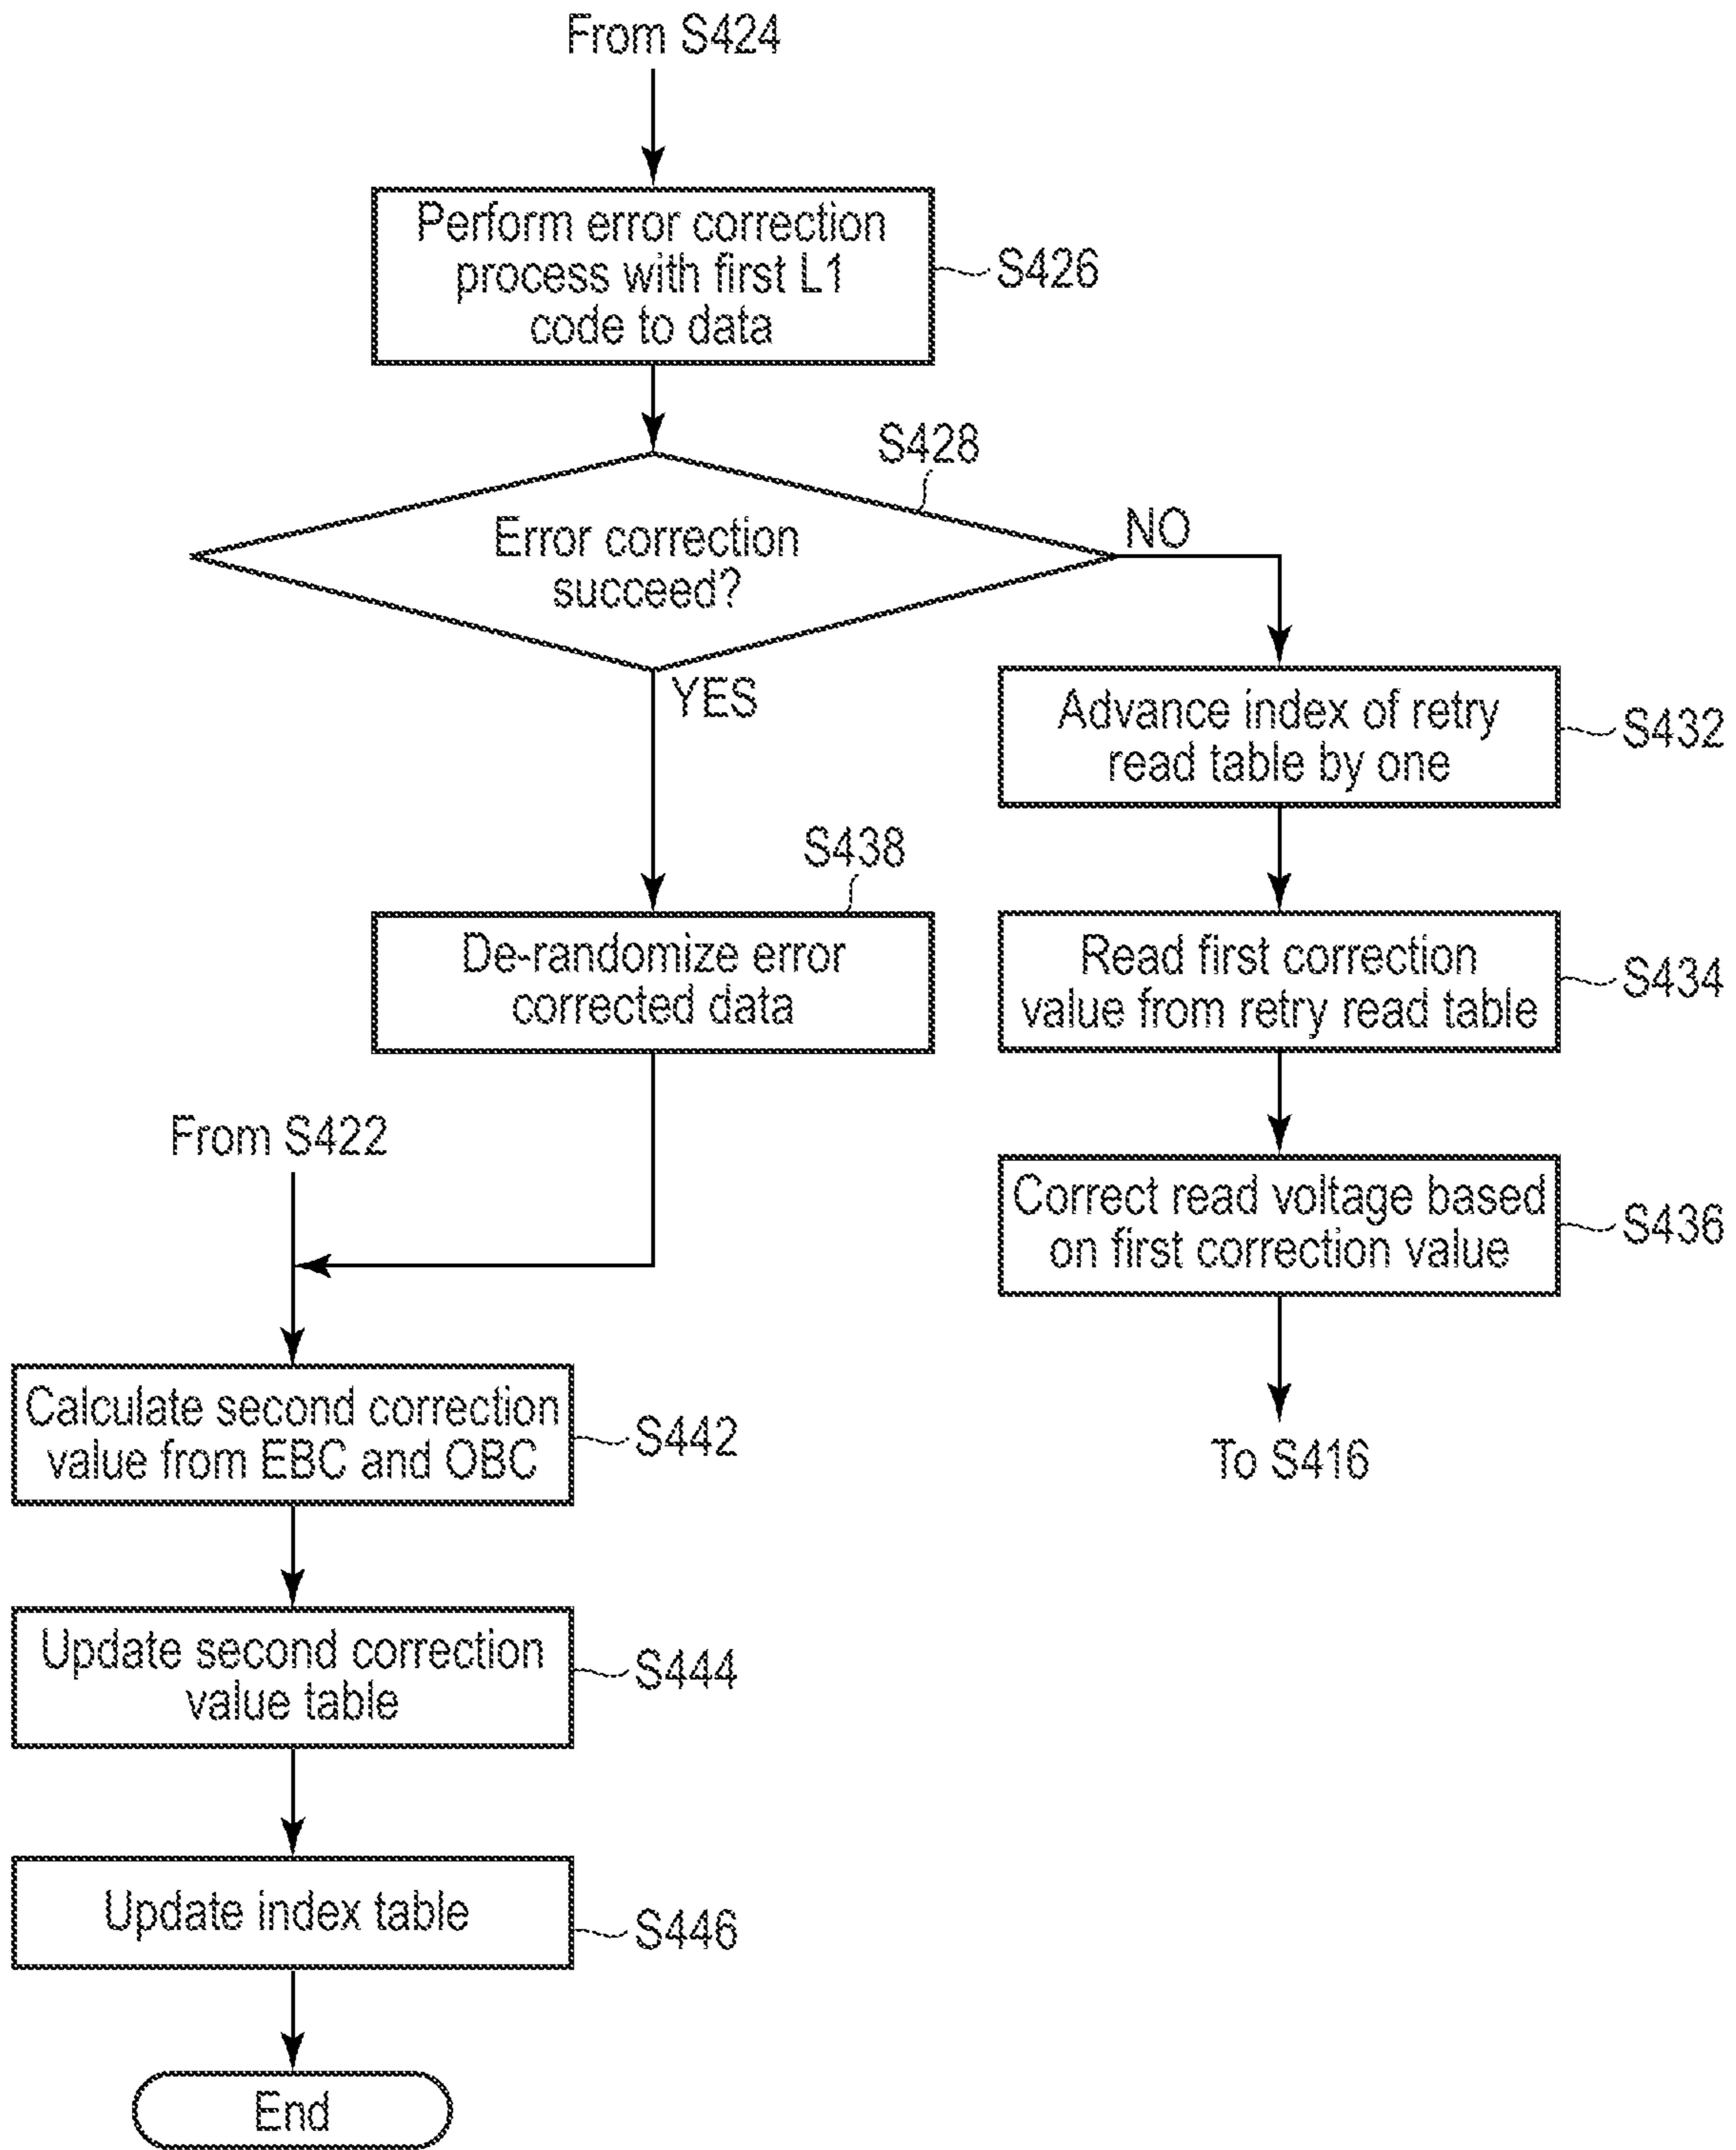 From S424
Perform error correction
process with first L1
code to data
S426
S428
Error correction
succeed?
NO
YES
Advance index of retry
read table by one
S432
S438
De-randomize error
corrected data
Read first correction
value from retry read table
S434
From S422
Correct read voltage based
on first correction value
S436
Calculate second correction
value from EBC and OBC
S442
To S416
Update second correction
value table
S444
Update index table
S446
End